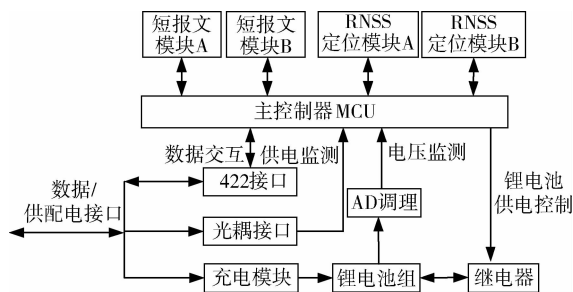 短报文
模块A
短报文
模块B
RNSS
定位模块A
RNSS
定位模块B
主控制器MCU
数据交互
供电监测
电压监测
锂电池
供电控制
数据/
供配电接口
422接口
AD调理
光耦接口
充电模块
锂电池组
继电器